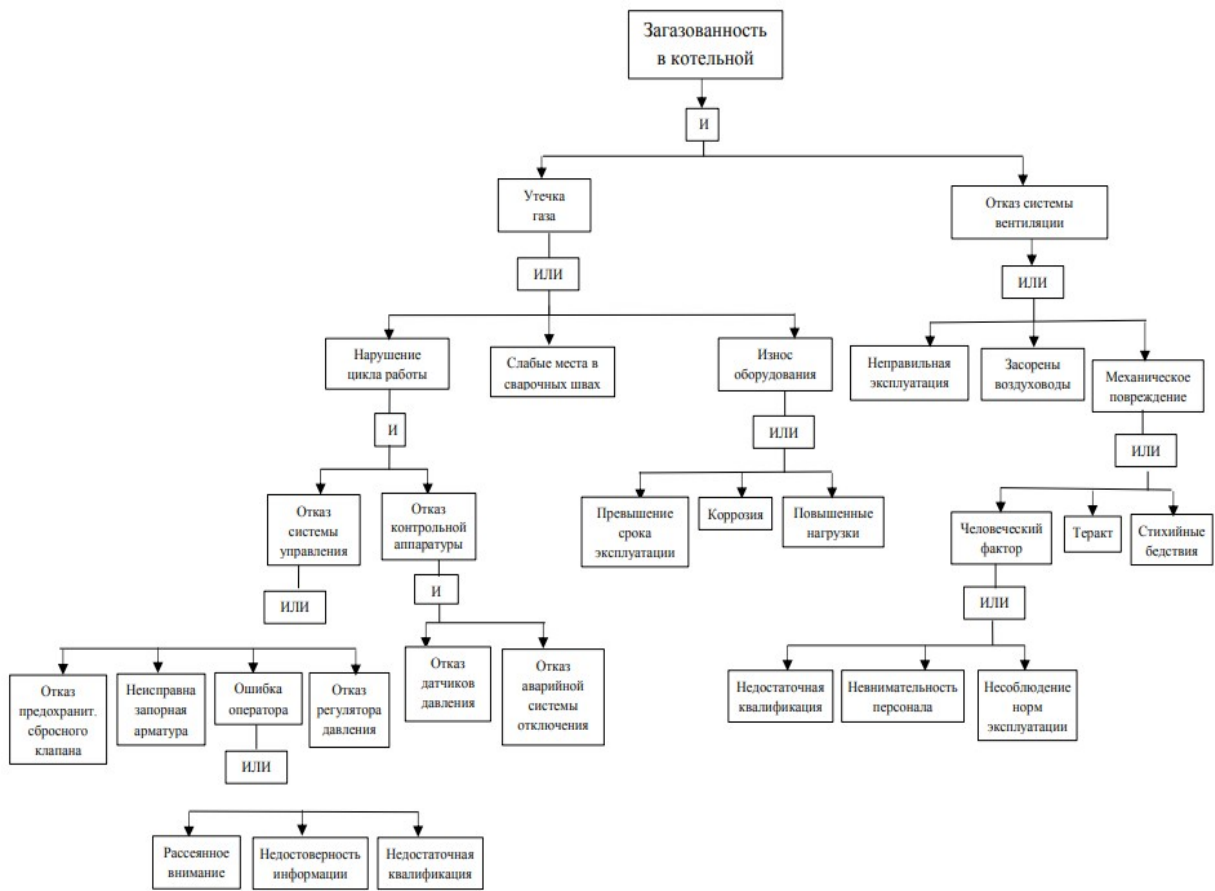 Загазованность
в котельной
И
Утечка
газа
Отказ системы
вентиляции
ИЛИ
ИЛИ
Нарушение
цикла работы
Слабые места в
сварочных швах
Износ
оборудования
Неправильная
эксплуатация
Засорены
воздуховоды
Механическое
повреждение
И
ИЛИ
ИЛИ
Отказ
системы
управления
Отказ
контрольной
аппаратуры
Превышение
срока
эксплуатации
Коррозия
Повышенные
нагрузки
Человеческий
фактор
Теракт
Стихийные
бедствия
ИЛИ
И
ИЛИ
Отказ
предохранит.
сбросного
клапана
Неисправна
запорная
арматура
Ошибка
оператора
Отказ
регулятора
давления
Отказ
датчиков
давления
Отказ
аварийной
системы
отключения
Недостаточная
квалификация
Невнимательность
персонала
Несоблюдение
норм
эксплуатации
ИЛИ
Рассеянное
внимание
Недостоверность
информации
Недостаточная
квалификация